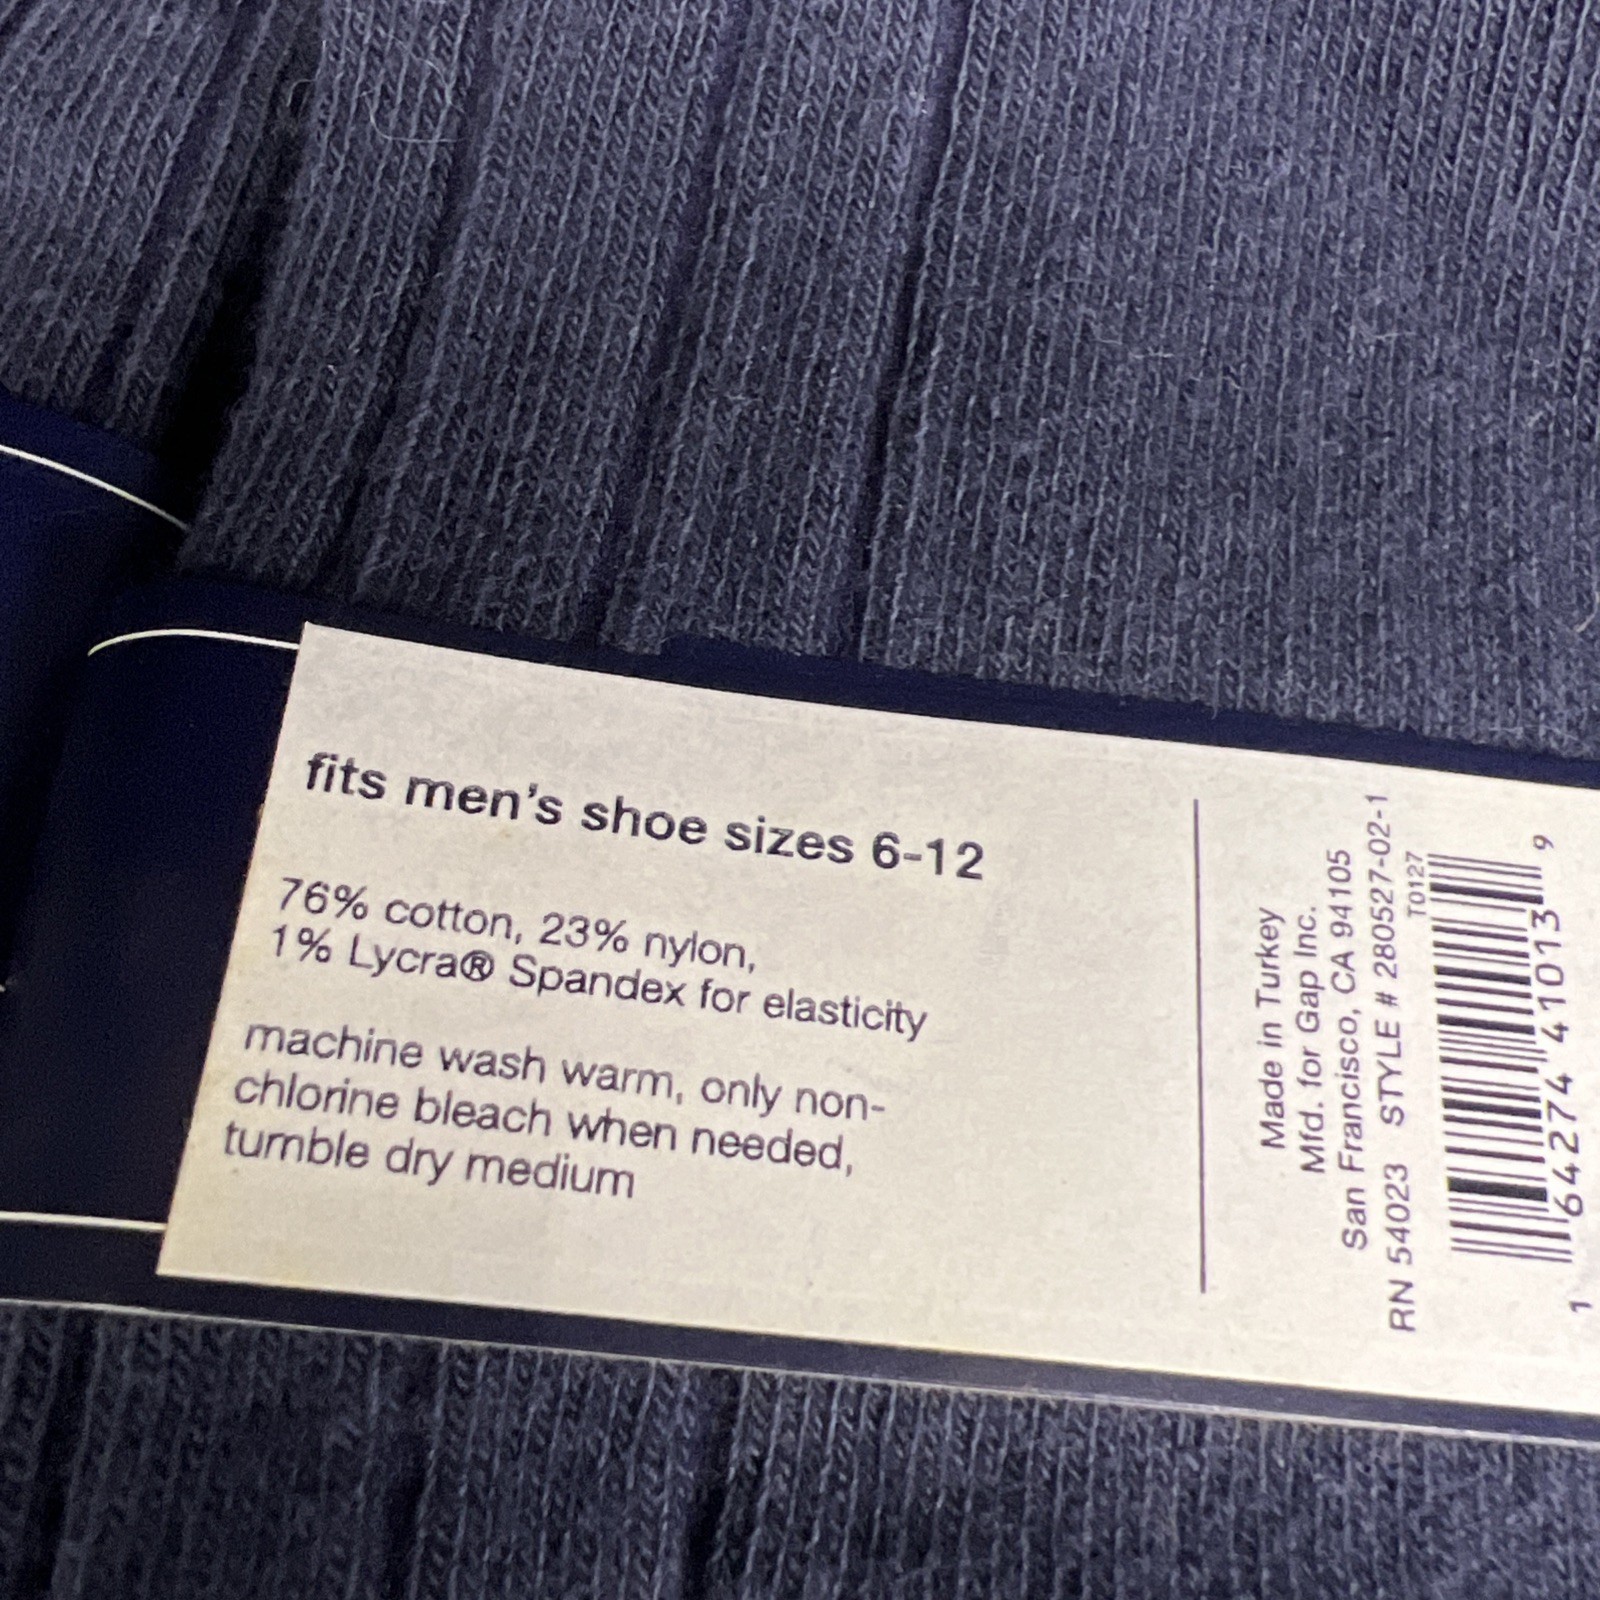 fits men's shoe sizes 6-12
76% cotton, 23% nylon,
1% Lycra® Spandex for elasticity
machine wash warm, only non-
chlorine bleach when needed,
tumble dry medium
Made in Turkey
Mfd. for Gap Inc.
San Francisco, CA 94105
RN 54023 STYLE # 280527-02-1
T0127
1 64274 41013 9